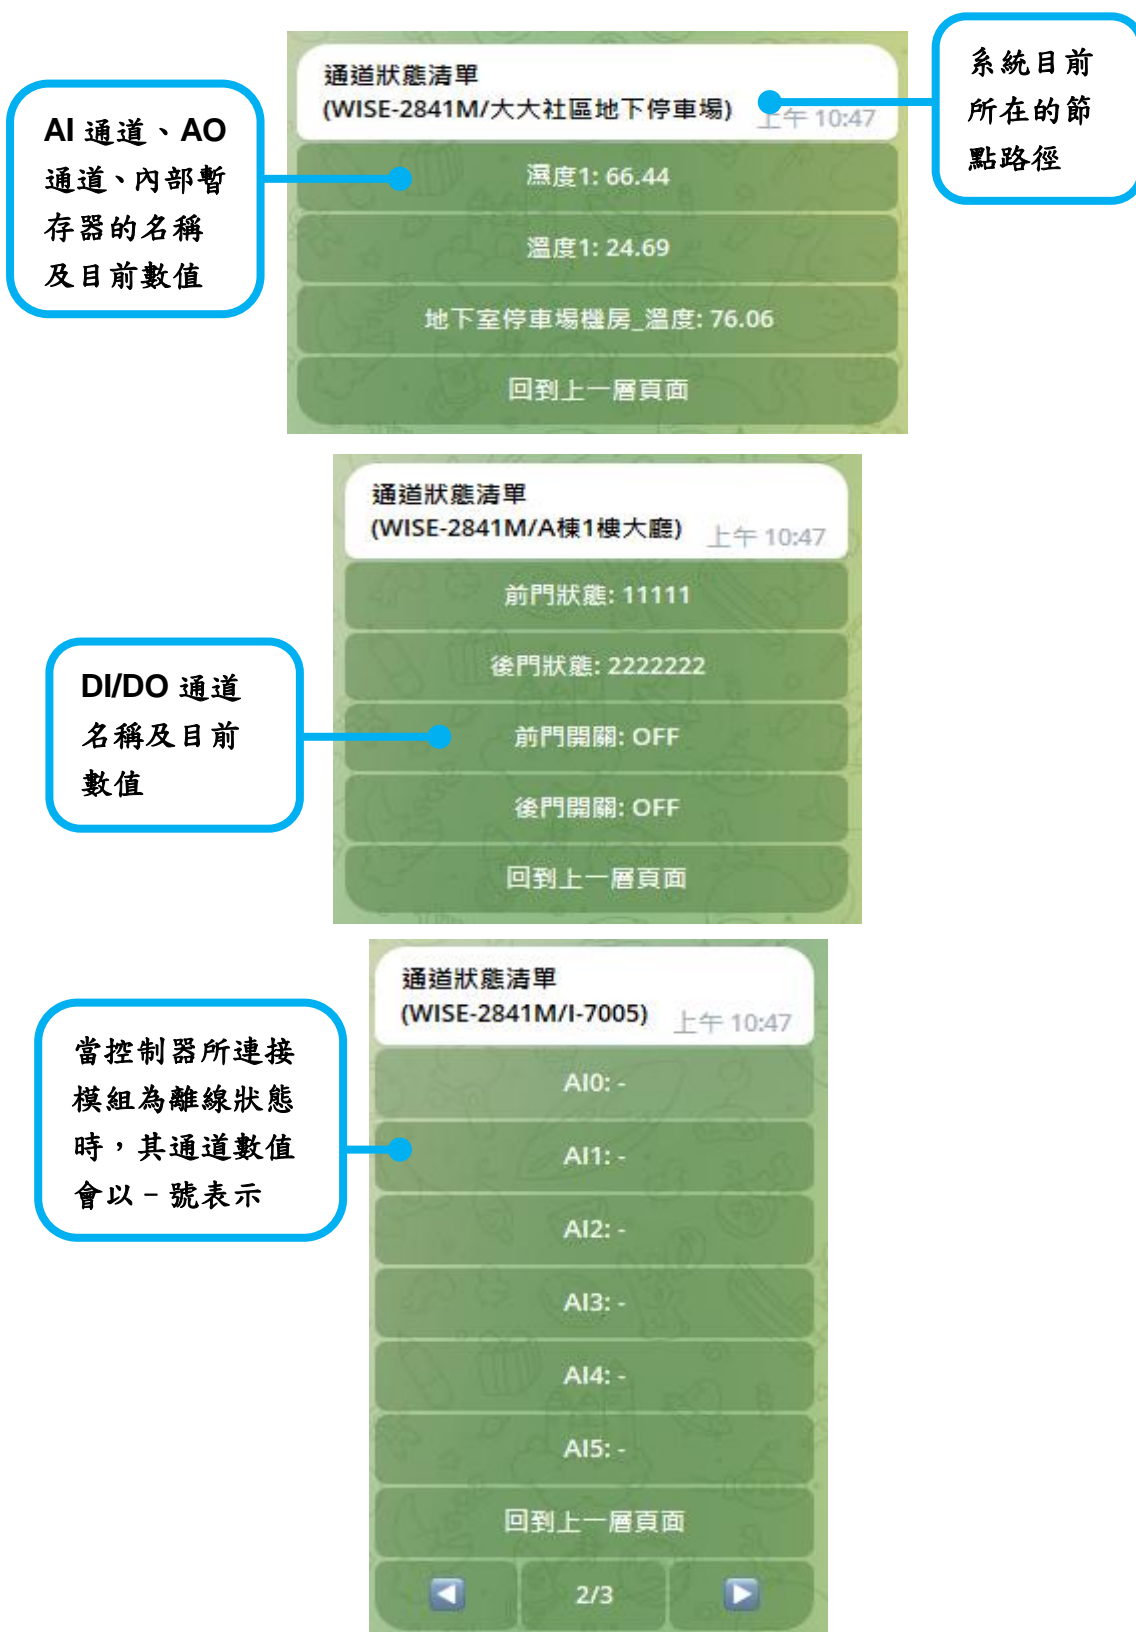 系統目前
所在的節
點路徑
通道狀態清單
(WISE-2841M/大大社區地下停車場)
上午 10:47
AI 通道、AO
通道、內部暫
存器的名稱
及目前數值
濕度1: 66.44
溫度1: 24.69
地下室停車場機房_溫度: 76.06
回到上一層頁面
通道狀態清單
(WISE-2841M/A棟1樓大廳)
上午 10:47
前門狀態: 11111
後門狀態: 2222222
DI/DO 通道
名稱及目前
數值
前門開關: OFF
後門開關: OFF
回到上一層頁面
通道狀態清單
(WISE-2841M/I-7005)
上午 10:47
當控制器所連接
模組為離線狀態
時，其通道數值
會以 - 號表示
AI0: -
AI1: -
AI2: -
AI3: -
AI4: -
AI5: -
回到上一層頁面
2/3